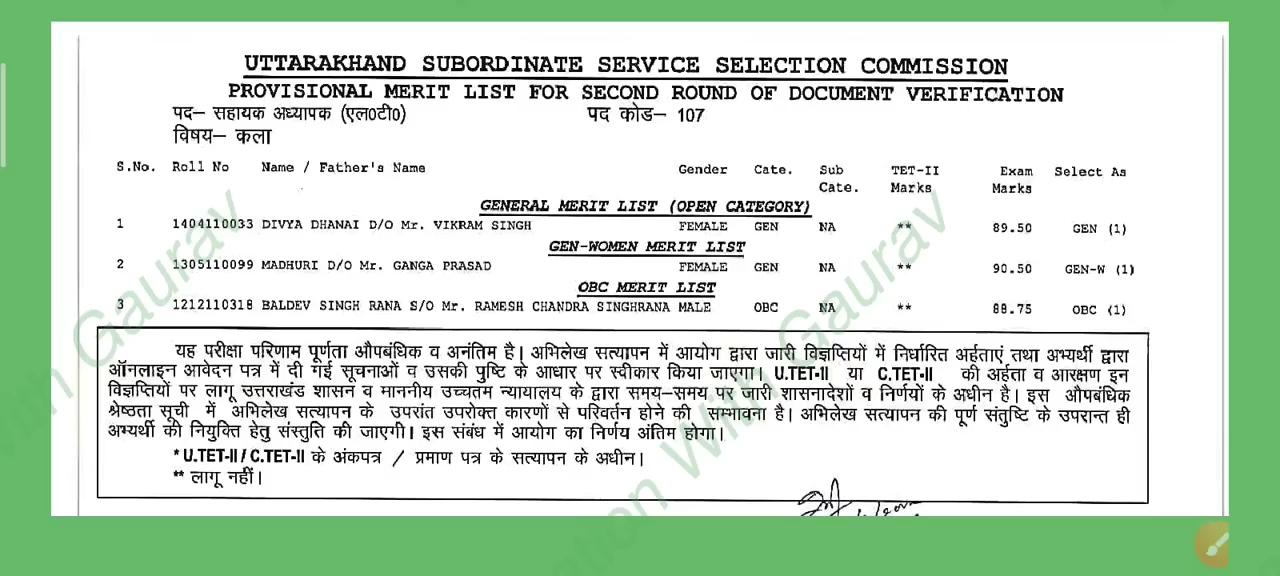 UTTARAKHAND SUBORDINATE SERVICE SELECTION COMMISSION
PROVISIONAL MERIT LIST FOR SECOND ROUND OF DOCUMENT VERIFICATION
पद– सहायक अध्यापक (एल0टी0) पद कोड– 107
विषय– कला
S.No. Roll No Name / Father's Name Gender Cate. Sub Cate. TET-II Marks Exam Marks Select As
GENERAL MERIT LIST (OPEN CATEGORY)
1 1404110033 DIVYA DHANAI D/O Mr. VIKRAM SINGH FEMALE GEN NA ** 89.50 GEN (1)
GEN-WOMEN MERIT LIST
2 1305110099 MADHURI D/O Mr. GANGA PRASAD FEMALE GEN NA ** 90.50 GEN-W (1)
OBC MERIT LIST
3 1212110318 BALDEV SINGH RANA S/O Mr. RAMESH CHANDRA SINGHRANA MALE OBC NA ** 88.75 OBC (1)
यह परीक्षा परिणाम पूर्णता औपबंधिक व अनंतिम है। अभिलेख सत्यापन में आयोग द्वारा जारी विज्ञप्तियों में निर्धारित अर्हताएं तथा अभ्यर्थी द्वारा
ऑनलाइन आवेदन पत्र में दी गई सूचनाओं व उसकी पुष्टि के आधार पर स्वीकार किया जाएगा। U.TET-II या C.TET-II की अर्हता व आरक्षण इन
विज्ञप्तियों पर लागू उत्तराखंड शासन व माननीय उच्चतम न्यायालय के द्वारा समय–समय पर जारी शासनादेशों व निर्णयों के अधीन है। इस औपबंधिक
श्रेष्ठता सूची में अभिलेख सत्यापन के उपरांत उपरोक्त कारणों से परिवर्तन होने की सम्भावना है। अभिलेख सत्यापन की पूर्ण संतुष्टि के उपरान्त ही
अभ्यर्थी की नियुक्ति हेतु संस्तुति की जाएगी। इस संबंध में आयोग का निर्णय अंतिम होगा।
* U.TET-II / C.TET-II के अंकपत्र / प्रमाण पत्र के सत्यापन के अधीन।
** लागू नहीं।
With Gaurav
With Gaurav